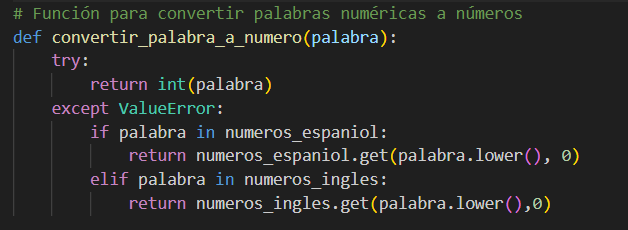 # Función para convertir palabras numéricas a números
def convertir_palabra_a_numero(palabra):
    try:
        return int(palabra)
    except ValueError:
        if palabra in numeros_espaniol:
            return numeros_espaniol.get(palabra.lower(), 0)
        elif palabra in numeros_ingles:
            return numeros_ingles.get(palabra.lower(),0)